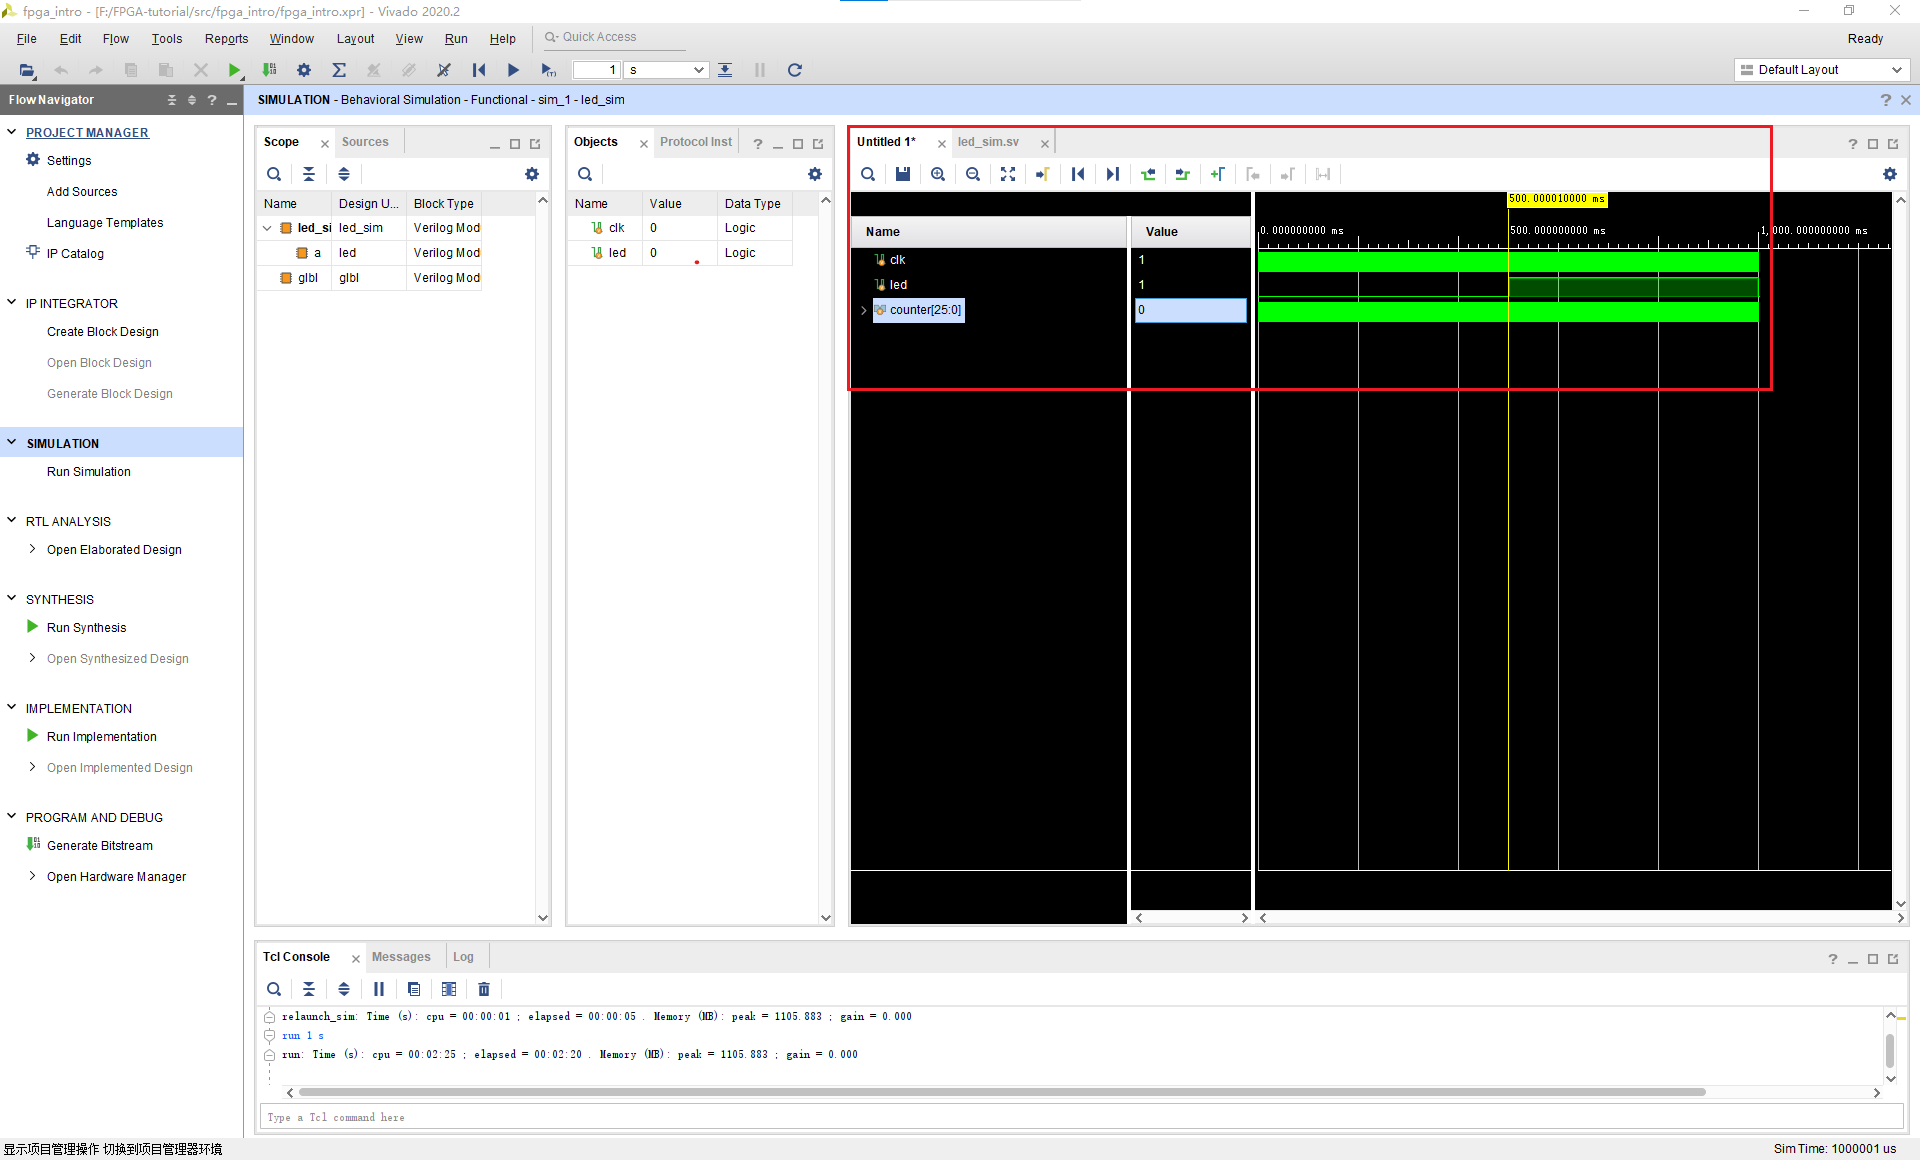 fpga_intro - [F:/FPGA-tutorial/src/fpga_intro/fpga_intro.xpr] - Vivado 2020.2
File Edit Flow Tools Reports Window Layout View Run Help Quick Access Ready
1 s Default Layout
Flow Navigator
PROJECT MANAGER
Settings
Add Sources
Language Templates
IP Catalog
IP INTEGRATOR
Create Block Design
Open Block Design
Generate Block Design
SIMULATION
Run Simulation
RTL ANALYSIS
Open Elaborated Design
SYNTHESIS
Run Synthesis
Open Synthesized Design
IMPLEMENTATION
Run Implementation
Open Implemented Design
PROGRAM AND DEBUG
Generate Bitstream
Open Hardware Manager
SIMULATION - Behavioral Simulation - Functional - sim_1 - led_sim
Scope Sources
Name Design U... Block Type
led_si led_sim Verilog Mod
a led Verilog Mod
glbl glbl Verilog Mod
Objects Protocol Inst
Name Value Data Type
clk 0 Logic
led 0 Logic
Untitled 1* led_sim.sv
500.000010000 ms
Name Value 0.000000000 ms 500.000000000 ms 1,000.000000000 ms
clk 1
led 1
counter[25:0] 0
Tcl Console Messages Log
relaunch_sim: Time (s): cpu = 00:00:01 ; elapsed = 00:00:05 . Memory (MB): peak = 1105.883 ; gain = 0.000
run 1 s
run: Time (s): cpu = 00:02:25 ; elapsed = 00:02:20 . Memory (MB): peak = 1105.883 ; gain = 0.000
Type a Tcl command here
显示项目管理操作 切换到项目管理器环境 Sim Time: 1000001 us